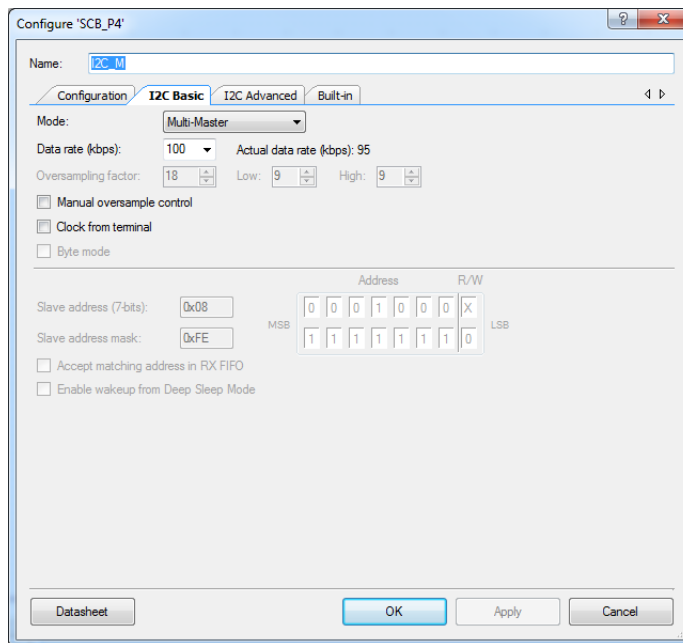 Configure 'SCB_P4'
Name: I2C_M
Configuration I2C Basic I2C Advanced Built-in
Mode: Multi-Master
Data rate (kbps): 100 Actual data rate (kbps): 95
Oversampling factor: 18 Low: 9 High: 9
Manual oversample control
Clock from terminal
Byte mode
Address R/W
Slave address (7-bits): 0x08 MSB 0 0 0 1 0 0 0 X LSB
Slave address mask: 0xFE 1 1 1 1 1 1 1 0
Accept matching address in RX FIFO
Enable wakeup from Deep Sleep Mode
Datasheet OK Apply Cancel